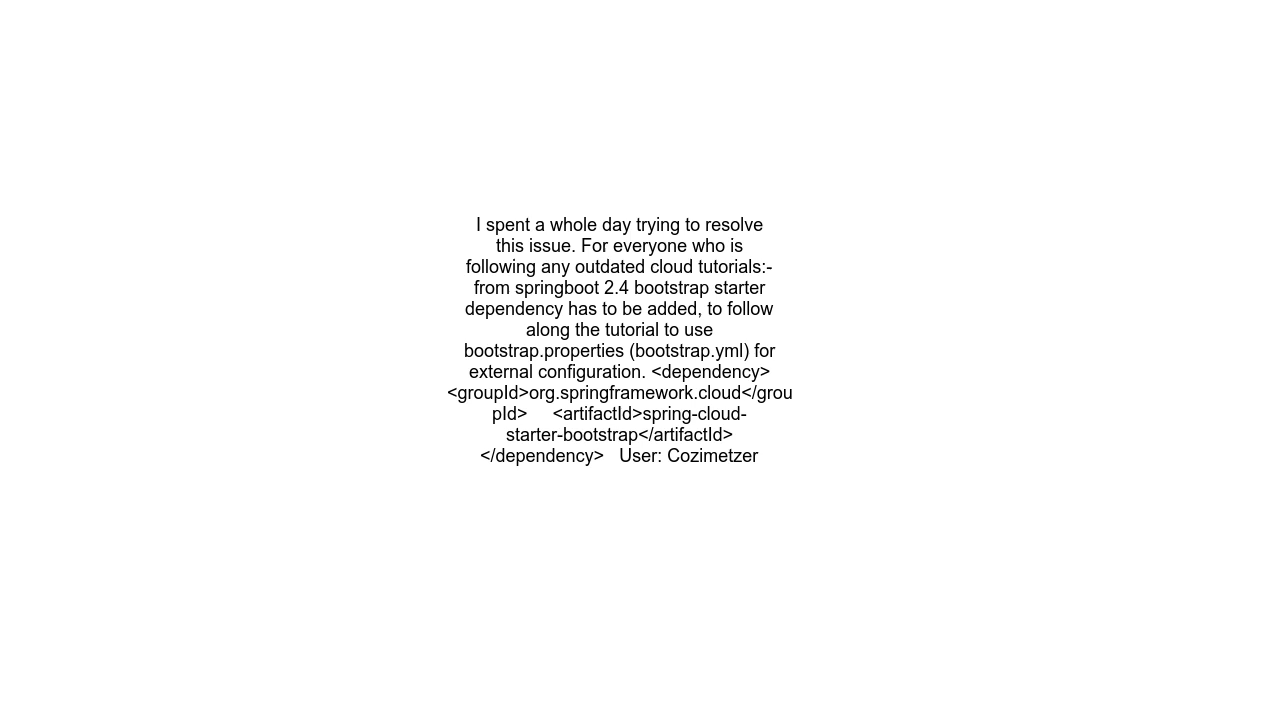 I spent a whole day trying to resolve
this issue. For everyone who is
following any outdated cloud tutorials:-
from springboot 2.4 bootstrap starter
dependency has to be added, to follow
along the tutorial to use
bootstrap.properties (bootstrap.yml) for
external configuration. <dependency>
<groupId>org.springframework.cloud</grou
pId>     <artifactId>spring-cloud-
starter-bootstrap</artifactId>
</dependency>   User: Cozimetzer